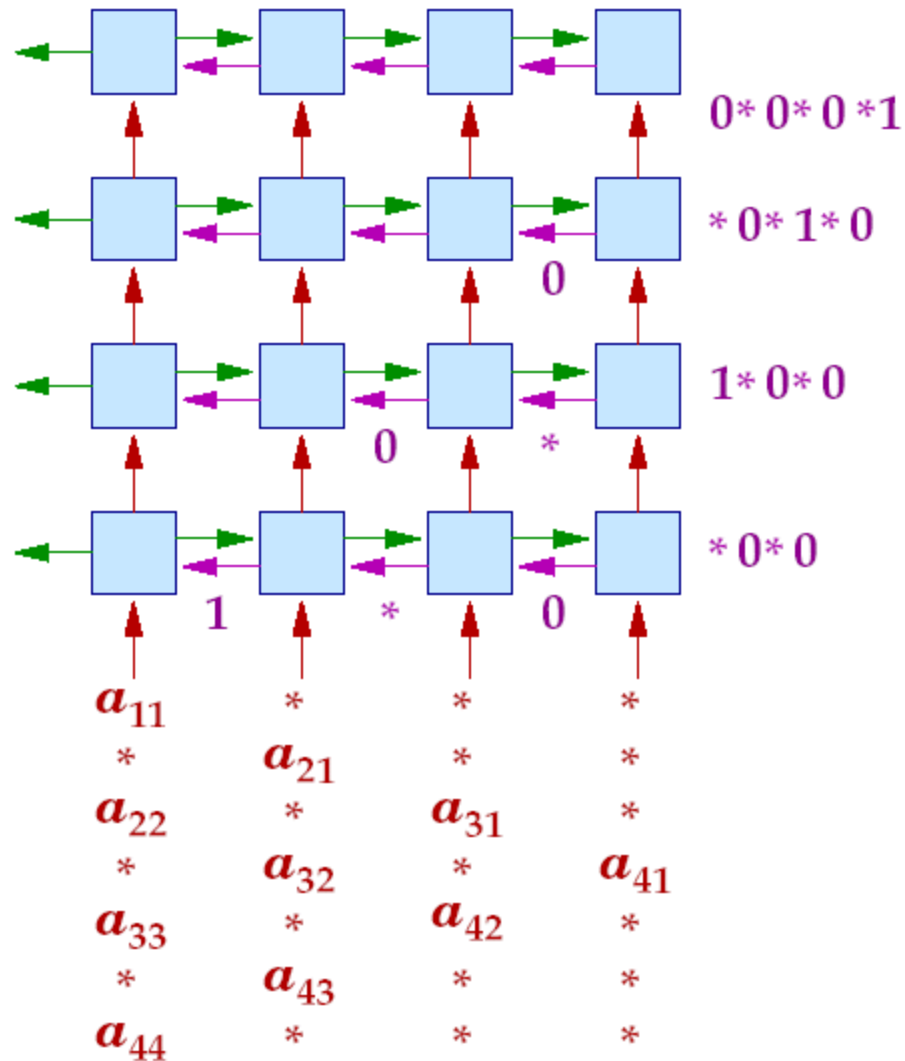 0* 0* 0 *1
* 0* 1* 0
0
1* 0* 0
0 *
* 0* 0
1 * 0
a₁₁ * * *
* a₂₁ * *
a₂₂ * a₃₁ *
* a₃₂ * a₄₁
a₃₃ * a₄₂ *
* a₄₃ * *
a₄₄ * * *